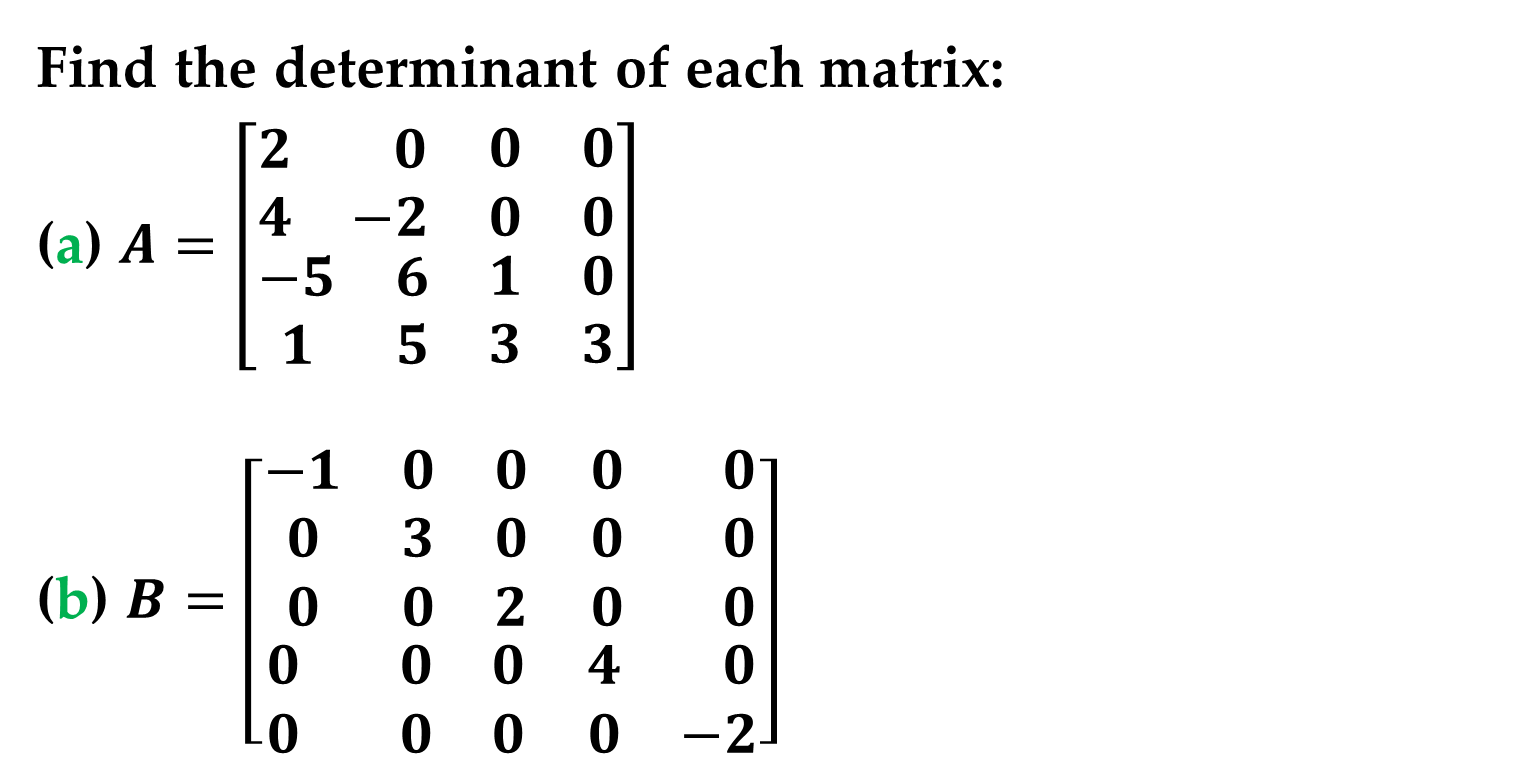 Find the determinant of each matrix:
(a) A = [2 0 0 0
4 −2 0 0
−5 6 1 0
1 5 3 3]
(b) B = [−1 0 0 0 0
0 3 0 0 0
0 0 2 0 0
0 0 0 4 0
0 0 0 0 −2]